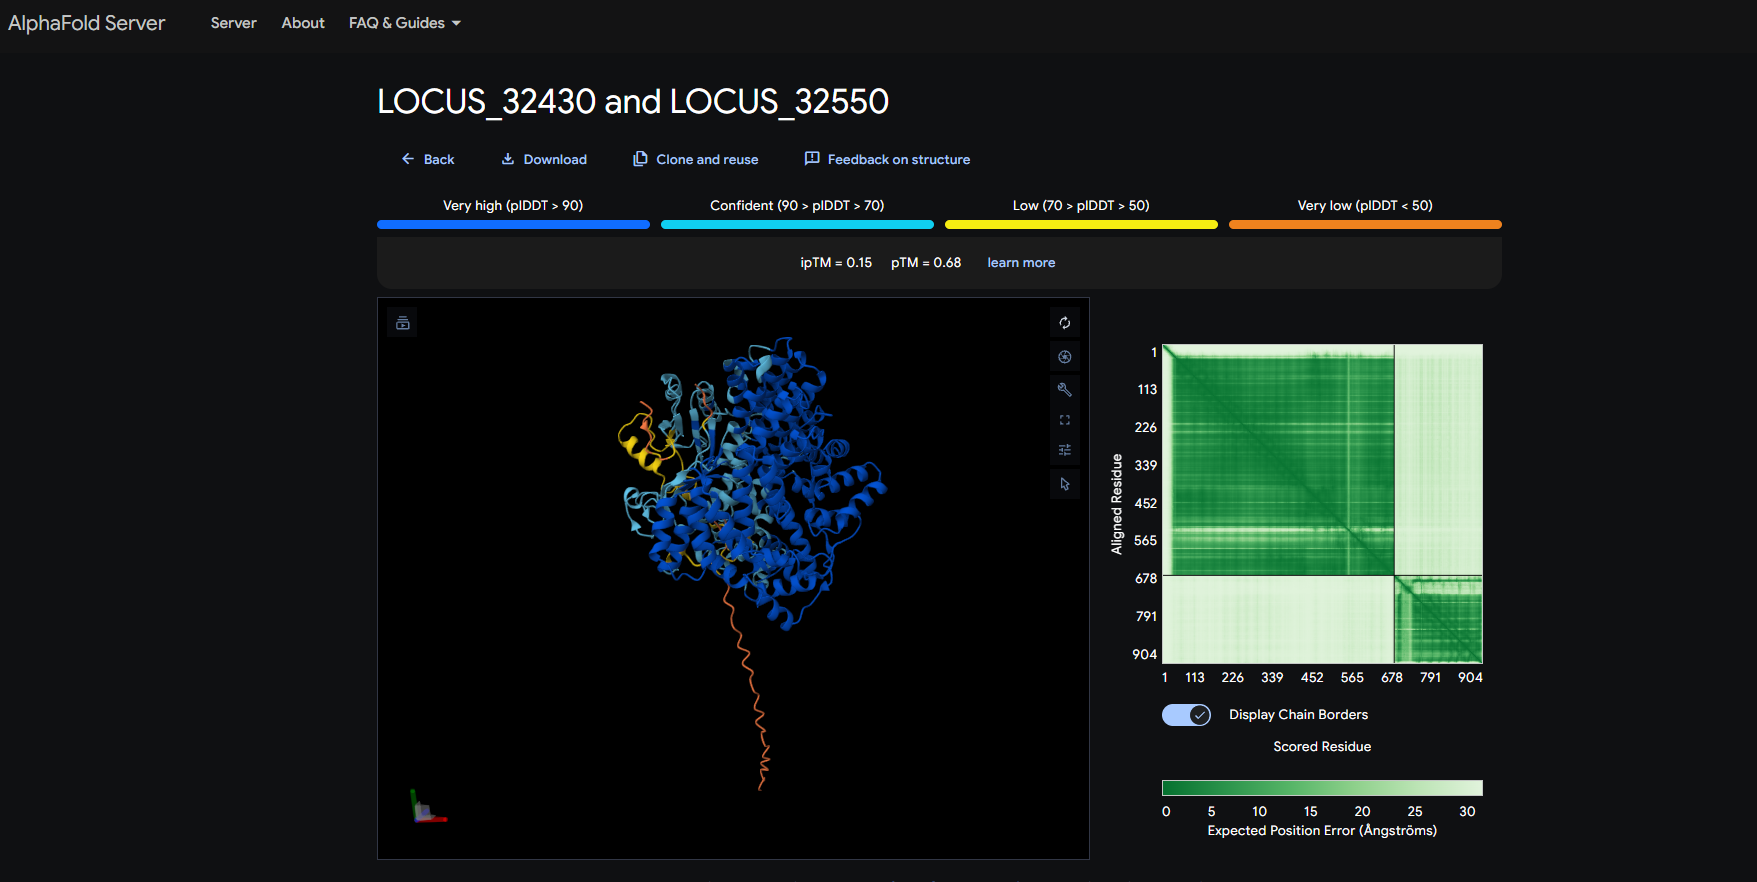 AlphaFold Server Server About FAQ & Guides
LOCUS_32430 and LOCUS_32550
Back Download Clone and reuse Feedback on structure
Very high (plDDT > 90) Confident (90 > plDDT > 70) Low (70 > plDDT > 50) Very low (plDDT < 50)
ipTM = 0.15 pTM = 0.68 learn more
Aligned Residue
1
113
226
339
452
565
678
791
904
1 113 226 339 452 565 678 791 904
Display Chain Borders
Scored Residue
0 5 10 15 20 25 30
Expected Position Error (Ångströms)